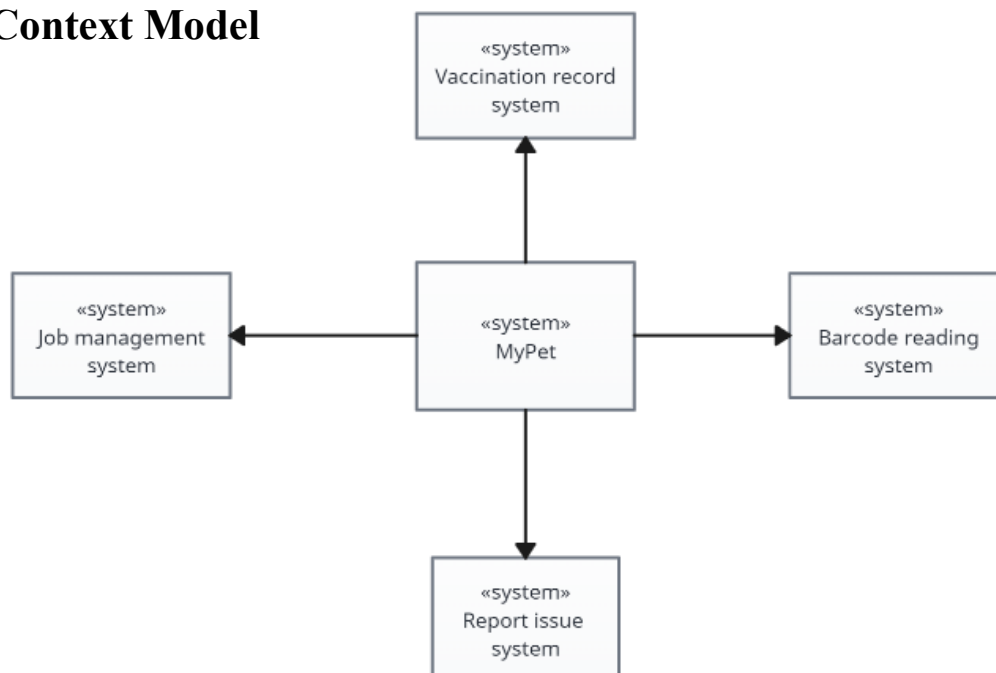 Context Model
«system»
Vaccination record
system
«system»
Job management
system
«system»
MyPet
«system»
Barcode reading
system
«system»
Report issue
system